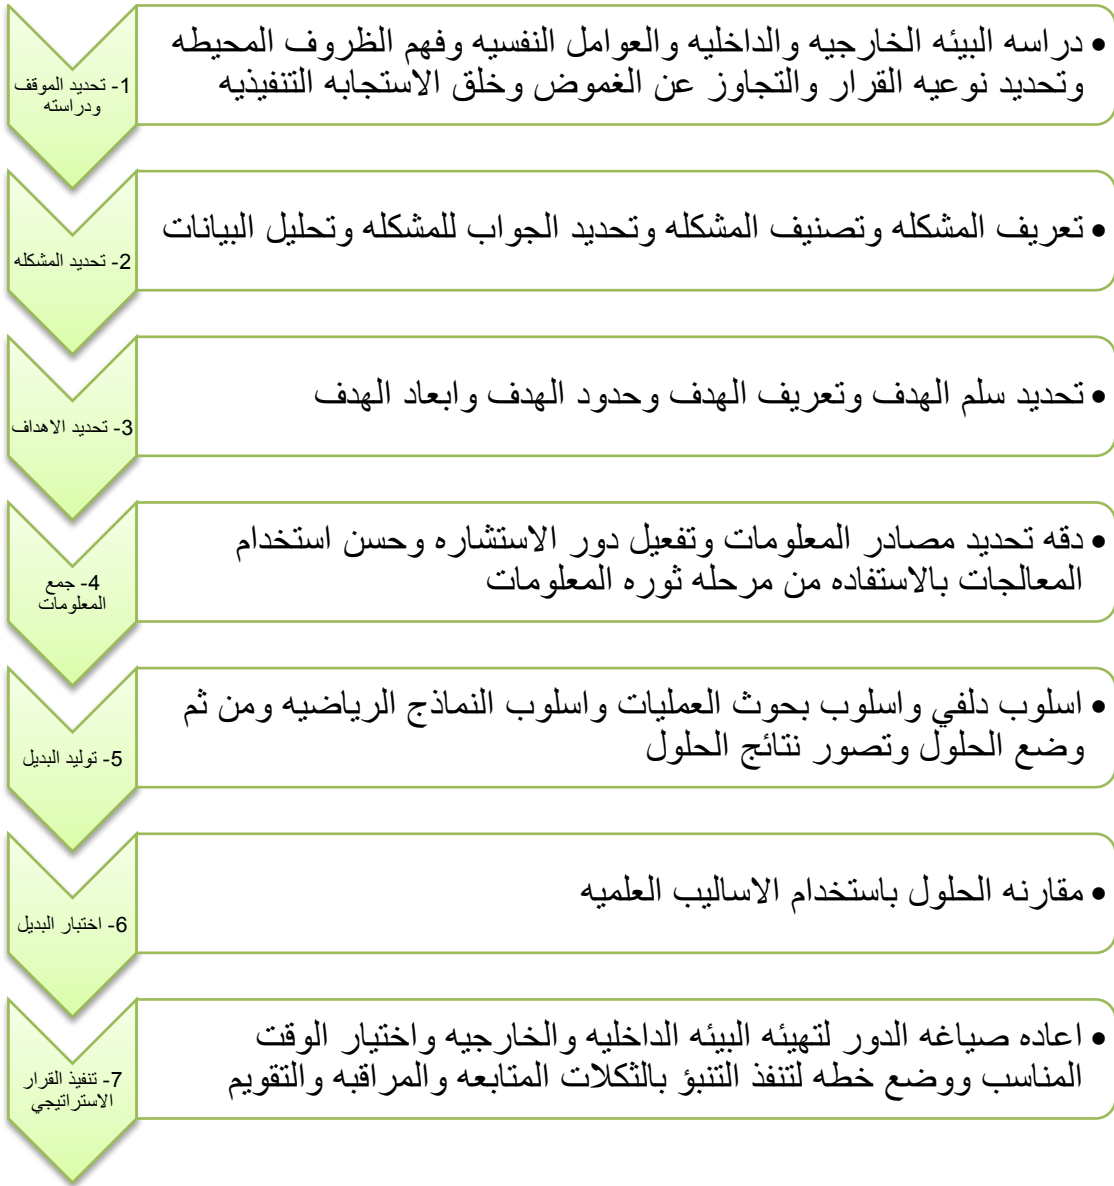 1- تحديد الموقف
ودراسته
• دراسه البيئه الخارجيه والداخليه والعوامل النفسيه وفهم الظروف المحيطه
وتحديد نوعيه القرار والتجاوز عن الغموض وخلق الاستجابه التنفيذيه
2- تحديد المشكله
• تعريف المشكله وتصنيف المشكله وتحديد الجواب للمشكله وتحليل البيانات
3- تحديد الاهداف
• تحديد سلم الهدف وتعريف الهدف وحدود الهدف وابعاد الهدف
4- جمع
المعلومات
• دقه تحديد مصادر المعلومات وتفعيل دور الاستشاره وحسن استخدام
المعالجات بالاستفاده من مرحله ثوره المعلومات
5- توليد البديل
• اسلوب دلفي واسلوب بحوث العمليات واسلوب النماذج الرياضيه ومن ثم
وضع الحلول وتصور نتائج الحلول
6- اختبار البديل
• مقارنه الحلول باستخدام الاساليب العلميه
7- تنفيذ القرار
الاستراتيجي
• اعاده صياغه الدور لتهيئه البيئه الداخليه والخارجيه واختيار الوقت
المناسب ووضع خطه لتنفذ التنبؤ بالثكلات المتابعه والمراقبه والتقويم